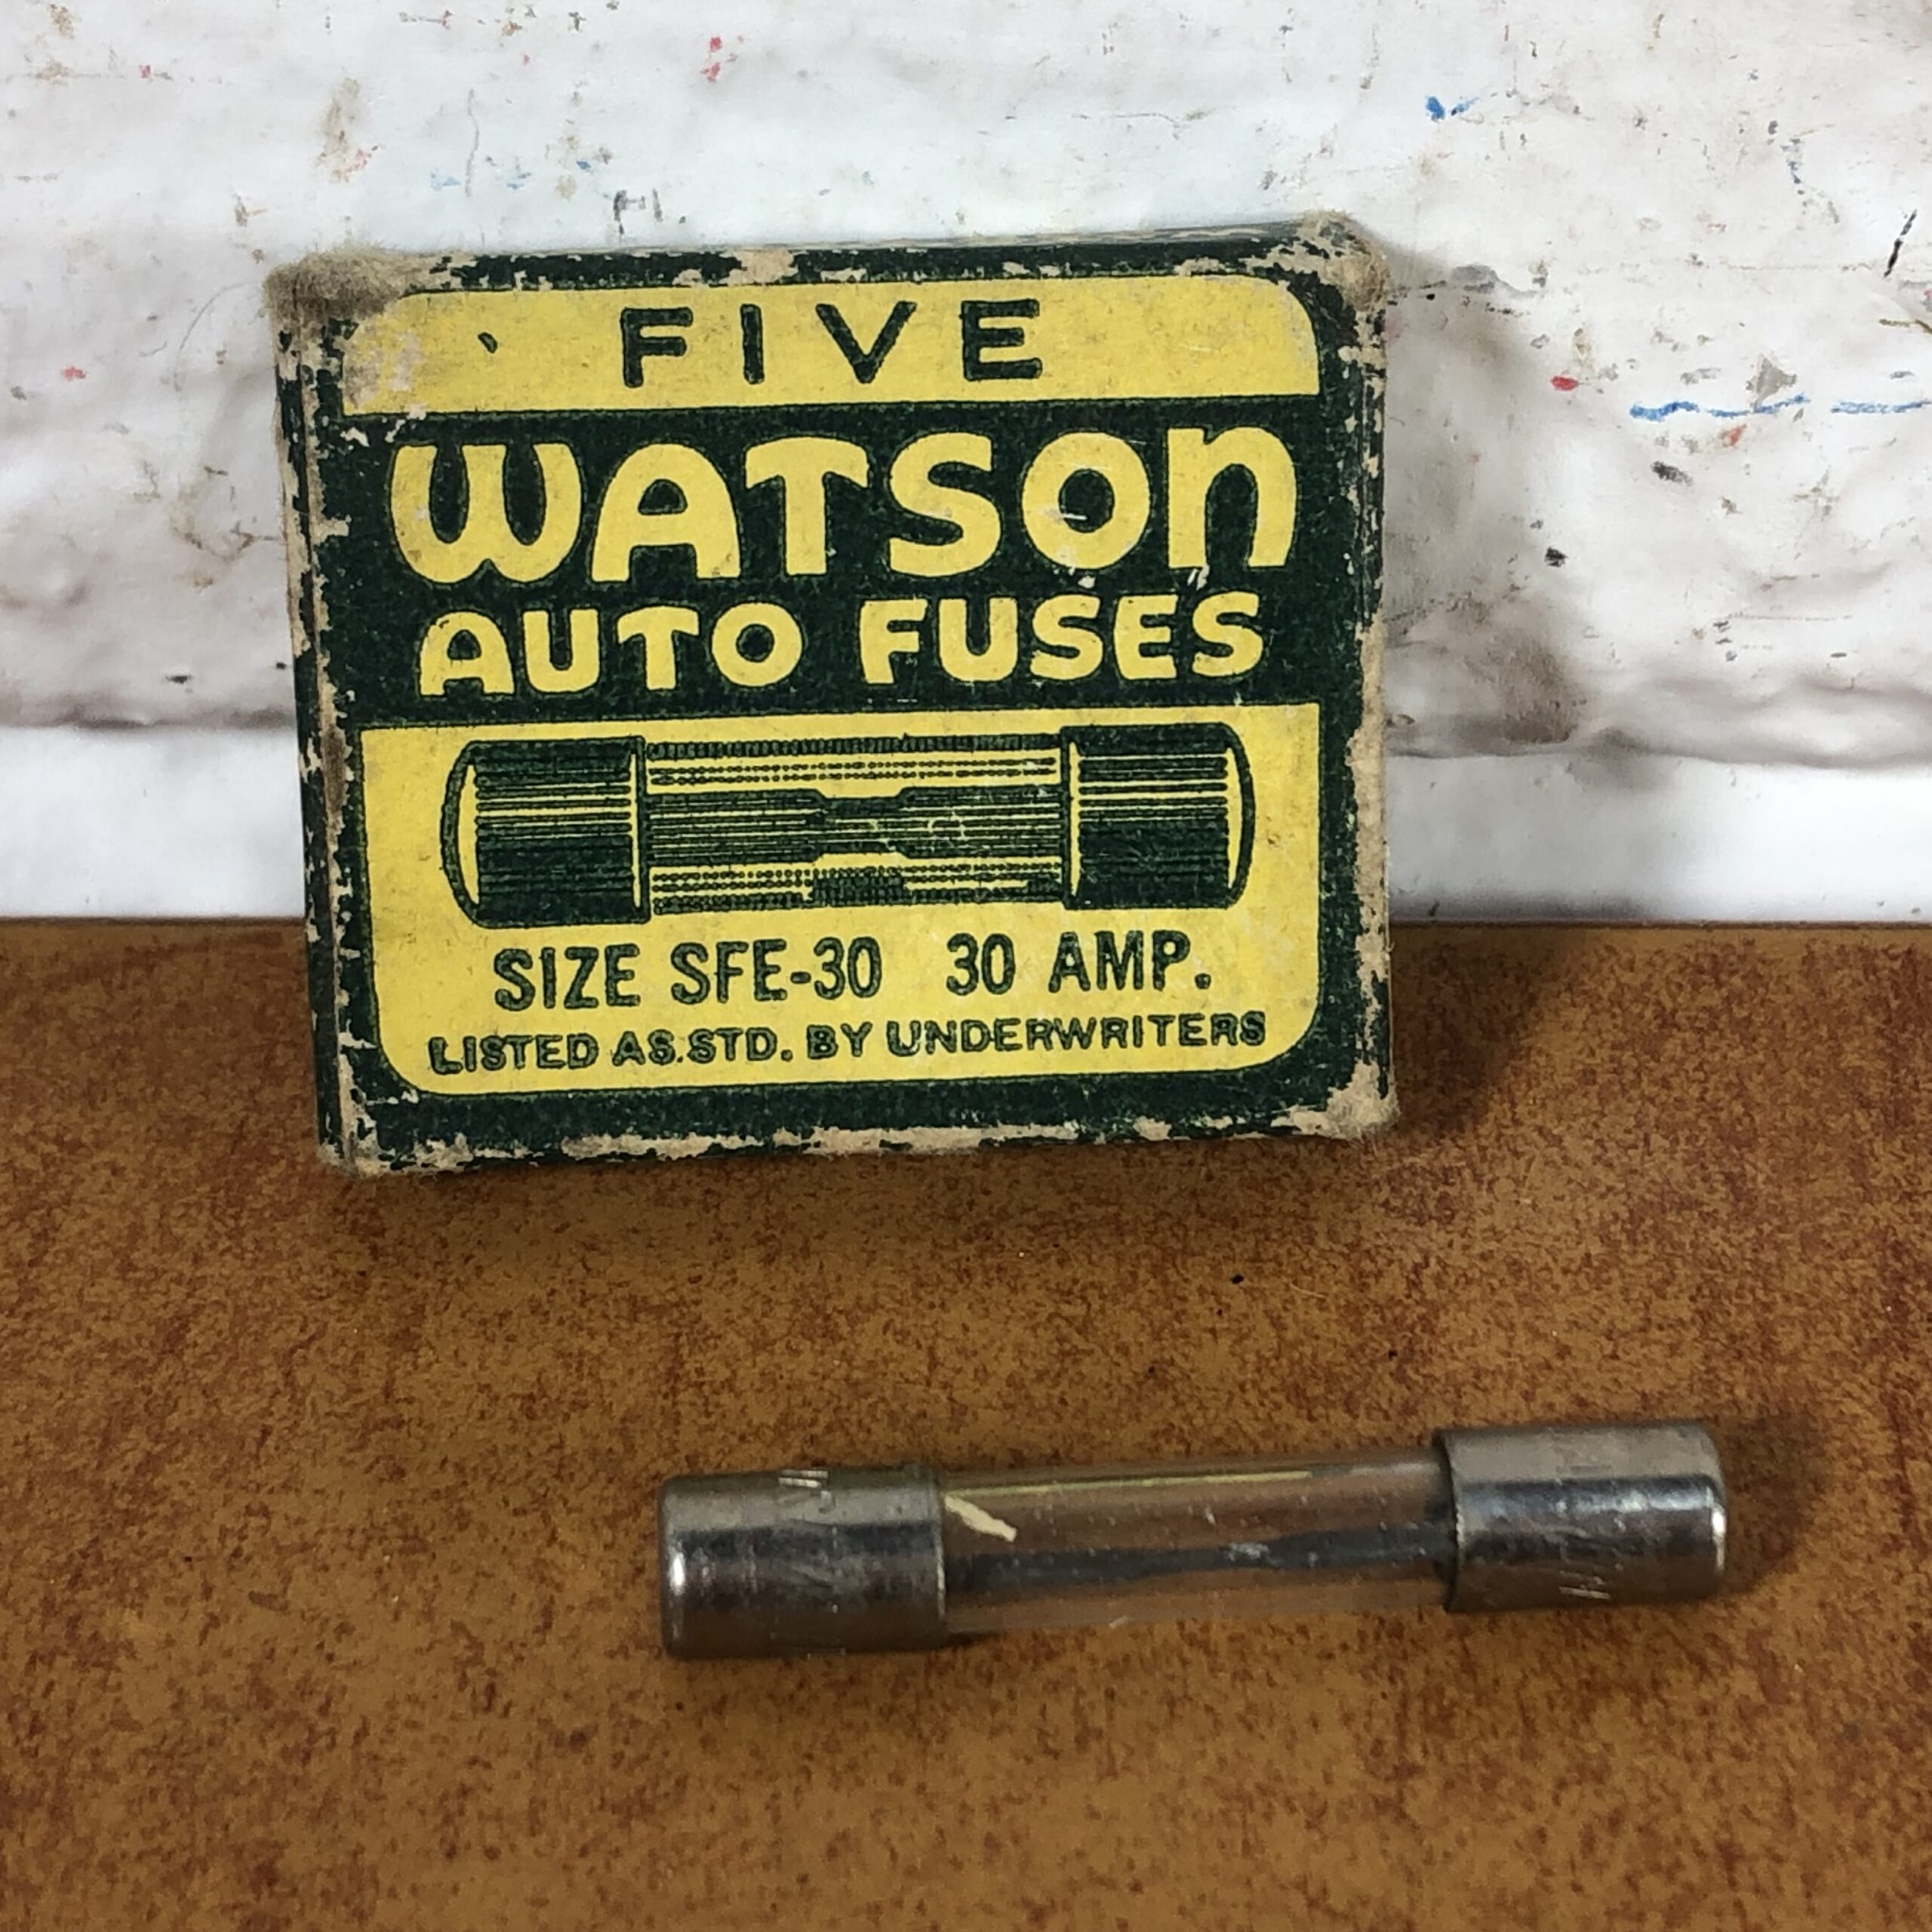 FIVE
WATSON
AUTO FUSES
SIZE SFE-30 30 AMP.
LISTED AS.STD. BY UNDERWRITERS